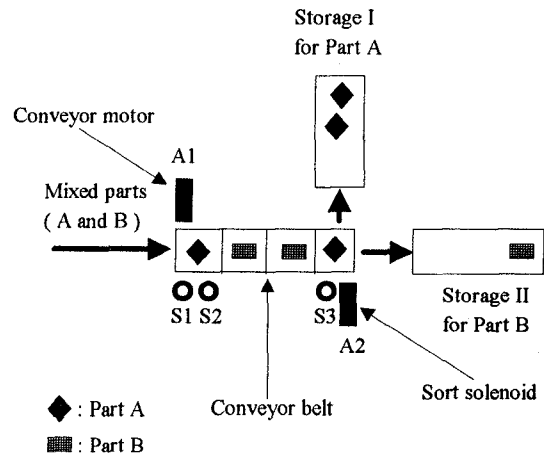 Storage I
for Part A
Conveyor motor
A1
Mixed parts
( A and B )
S1 S2
S3
A2
Storage II
for Part B
Sort solenoid
Conveyor belt
: Part A
: Part B